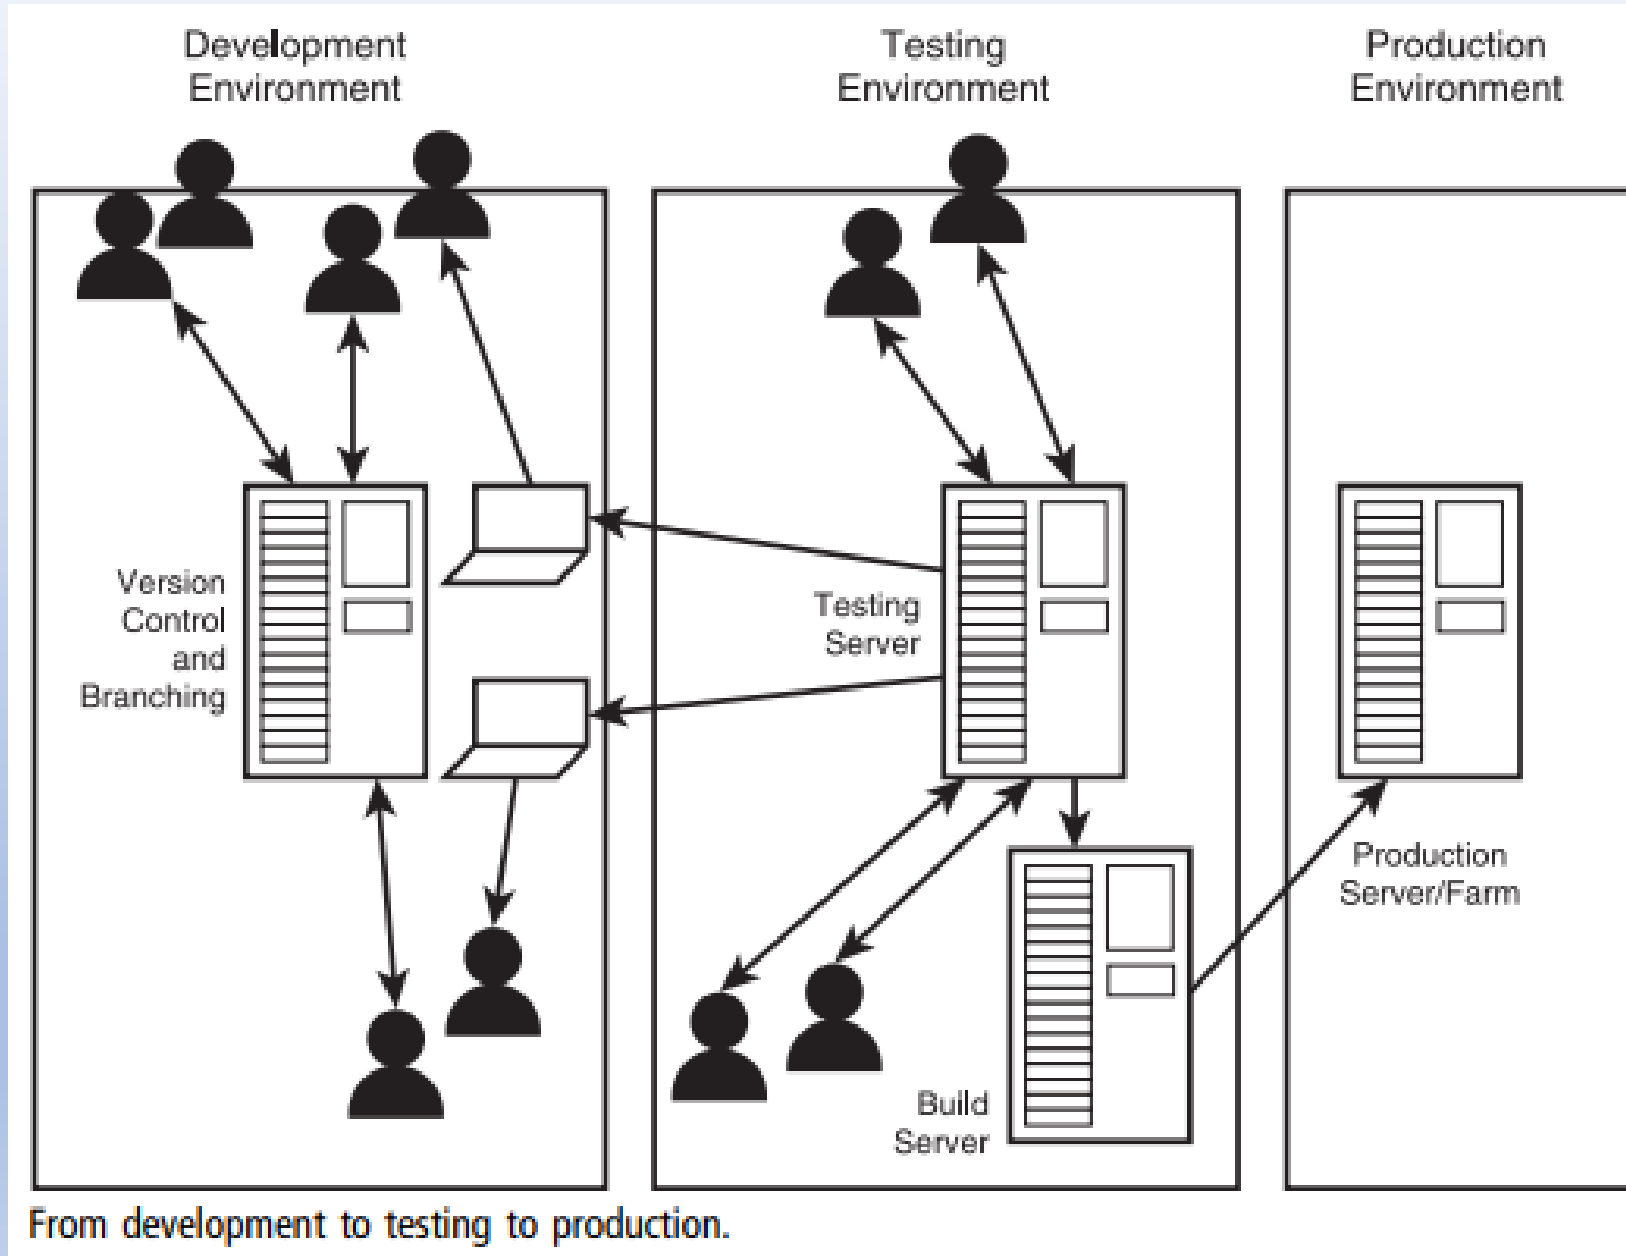 Development
Environment
Testing
Environment
Production
Environment
Version
Control
and
Branching
Testing
Server
Production
Server/Farm
Build
Server
From development to testing to production.